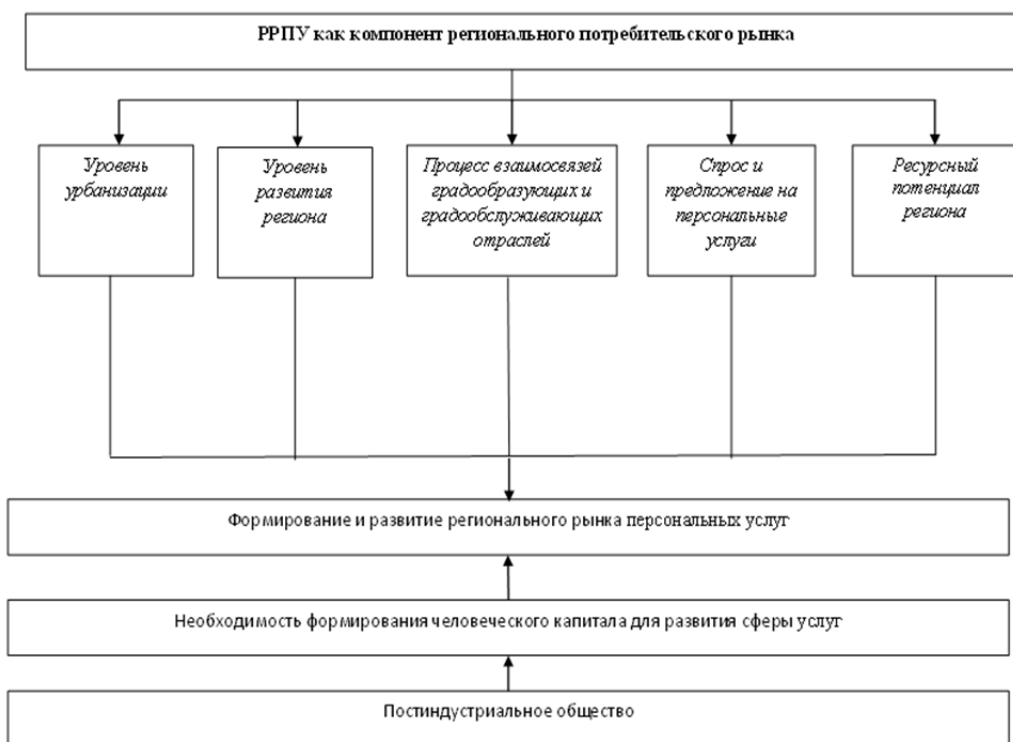 РРПУ как компонент регионального потребительского рынка
Уровень
урбанизации
Уровень
развития
региона
Процесс взаимосвязей
градообразующих и
градообслуживающих
отраслей
Спрос и
предложение на
персональные
услуги
Ресурсный
потенциал
региона
Формирование и развитие регионального рынка персональных услуг
Необходимость формирования человеческого капитала для развития сферы услуг
Постиндустриальное общество